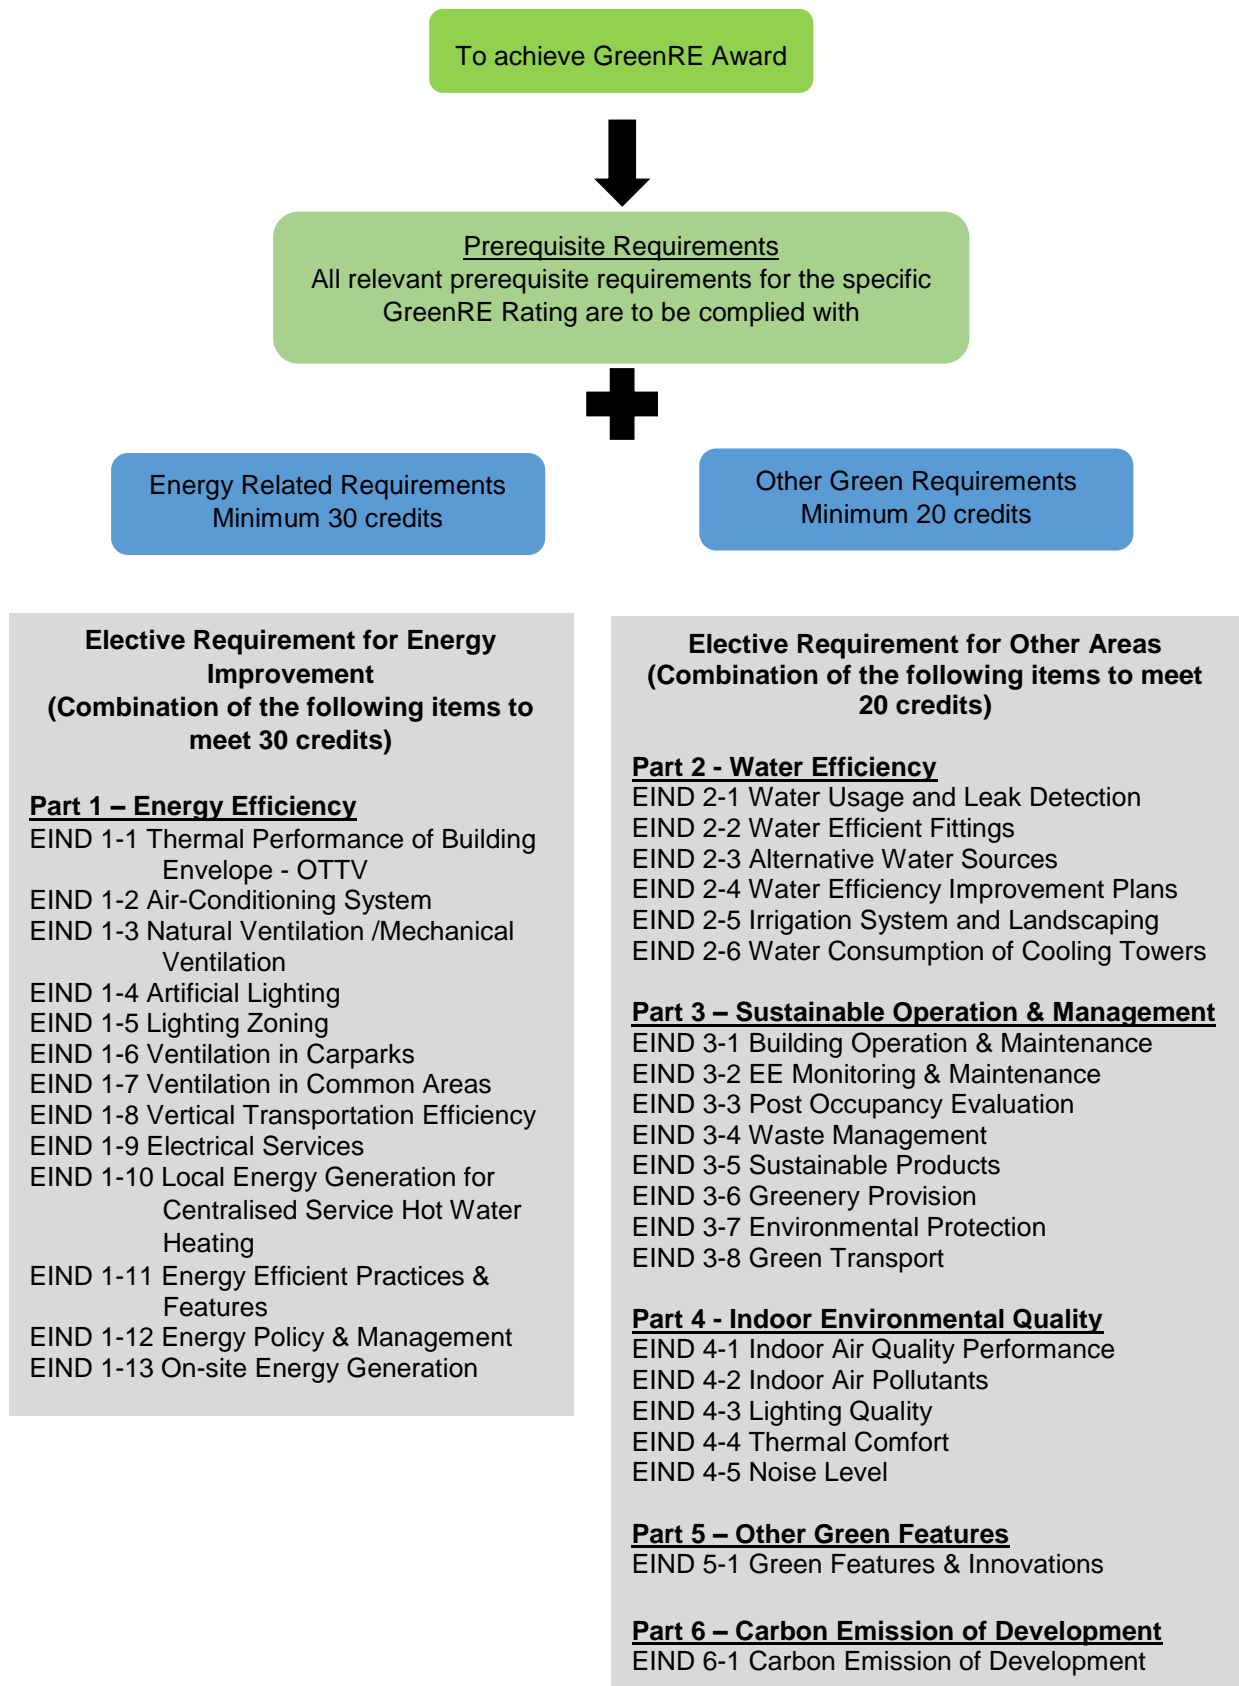 To achieve GreenRE Award
Prerequisite Requirements
All relevant prerequisite requirements for the specific
GreenRE Rating are to be complied with
Energy Related Requirements
Minimum 30 credits
Other Green Requirements
Minimum 20 credits
Elective Requirement for Energy
Improvement
(Combination of the following items to
meet 30 credits)
Part 1 – Energy Efficiency
EIND 1-1 Thermal Performance of Building
Envelope - OTTV
EIND 1-2 Air-Conditioning System
EIND 1-3 Natural Ventilation /Mechanical
Ventilation
EIND 1-4 Artificial Lighting
EIND 1-5 Lighting Zoning
EIND 1-6 Ventilation in Carparks
EIND 1-7 Ventilation in Common Areas
EIND 1-8 Vertical Transportation Efficiency
EIND 1-9 Electrical Services
EIND 1-10 Local Energy Generation for
Centralised Service Hot Water
Heating
EIND 1-11 Energy Efficient Practices &
Features
EIND 1-12 Energy Policy & Management
EIND 1-13 On-site Energy Generation
Elective Requirement for Other Areas
(Combination of the following items to meet
20 credits)
Part 2 - Water Efficiency
EIND 2-1 Water Usage and Leak Detection
EIND 2-2 Water Efficient Fittings
EIND 2-3 Alternative Water Sources
EIND 2-4 Water Efficiency Improvement Plans
EIND 2-5 Irrigation System and Landscaping
EIND 2-6 Water Consumption of Cooling Towers
Part 3 – Sustainable Operation & Management
EIND 3-1 Building Operation & Maintenance
EIND 3-2 EE Monitoring & Maintenance
EIND 3-3 Post Occupancy Evaluation
EIND 3-4 Waste Management
EIND 3-5 Sustainable Products
EIND 3-6 Greenery Provision
EIND 3-7 Environmental Protection
EIND 3-8 Green Transport
Part 4 - Indoor Environmental Quality
EIND 4-1 Indoor Air Quality Performance
EIND 4-2 Indoor Air Pollutants
EIND 4-3 Lighting Quality
EIND 4-4 Thermal Comfort
EIND 4-5 Noise Level
Part 5 – Other Green Features
EIND 5-1 Green Features & Innovations
Part 6 – Carbon Emission of Development
EIND 6-1 Carbon Emission of Development